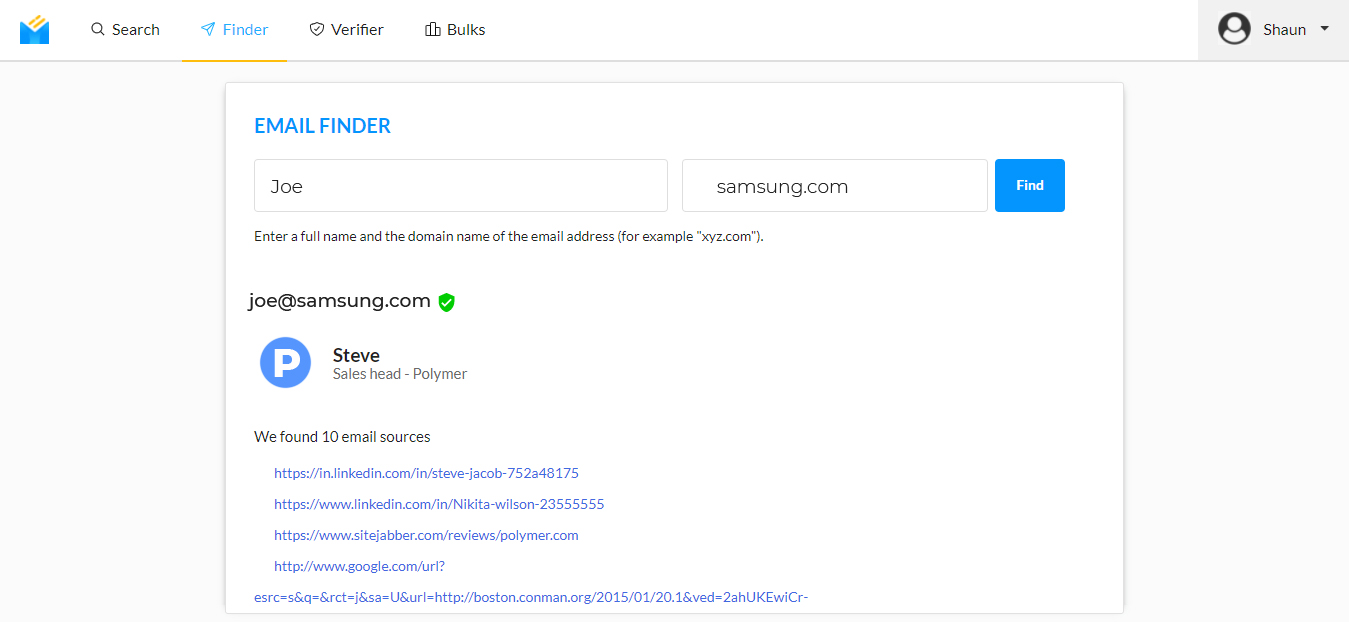 Search Finder Verifier Bulks Shaun
EMAIL FINDER
Joe samsung.com Find
Enter a full name and the domain name of the email address (for example "xyz.com").
joe@samsung.com
P Steve
Sales head - Polymer
We found 10 email sources
https://in.linkedin.com/in/steve-jacob-752a48175
https://www.linkedin.com/in/Nikita-wilson-23555555
https://www.sitejabber.com/reviews/polymer.com
http://www.google.com/url?
esrc=s&q=&rct=j&sa=U&url=http://boston.conman.org/2015/01/20.1&ved=2ahUKEwiCr-